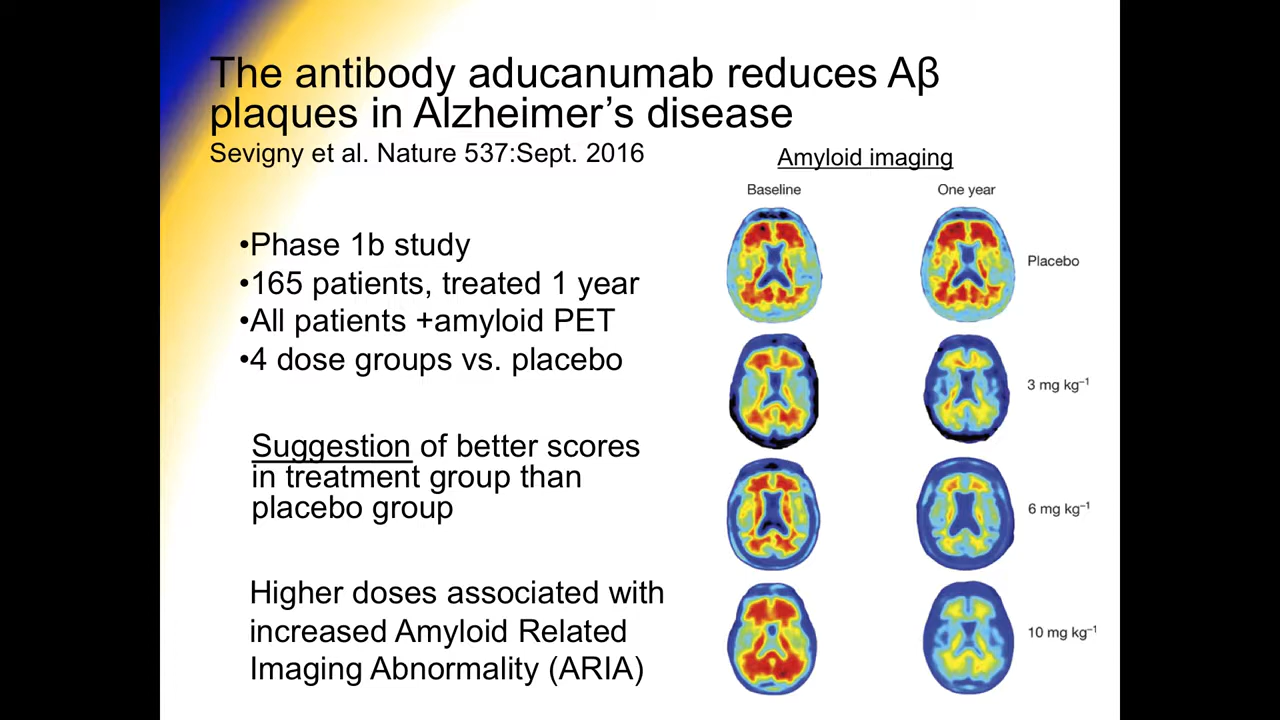 The antibody aducanumab reduces Aβ
plaques in Alzheimer’s disease
Sevigny et al. Nature 537:Sept. 2016
•Phase 1b study
•165 patients, treated 1 year
•All patients +amyloid PET
•4 dose groups vs. placebo
Suggestion of better scores
in treatment group than
placebo group
Higher doses associated with
increased Amyloid Related
Imaging Abnormality (ARIA)
Amyloid imaging
Baseline One year
Placebo
3 mg kg⁻¹
6 mg kg⁻¹
10 mg kg⁻¹